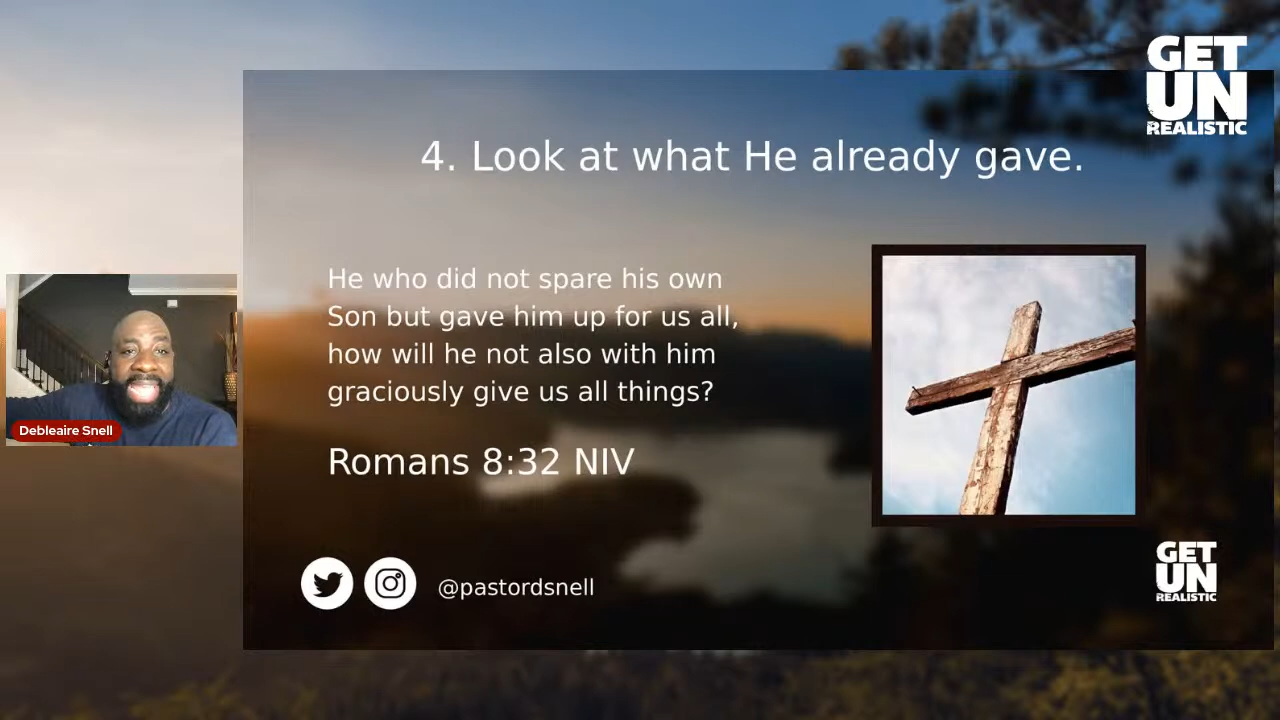 GET
UN
REALISTIC
4. Look at what He already gave.
He who did not spare his own
Son but gave him up for us all,
how will he not also with him
graciously give us all things?
Romans 8:32 NIV
Debleaire Snell
@pastordsnell
GET
UN
REALISTIC